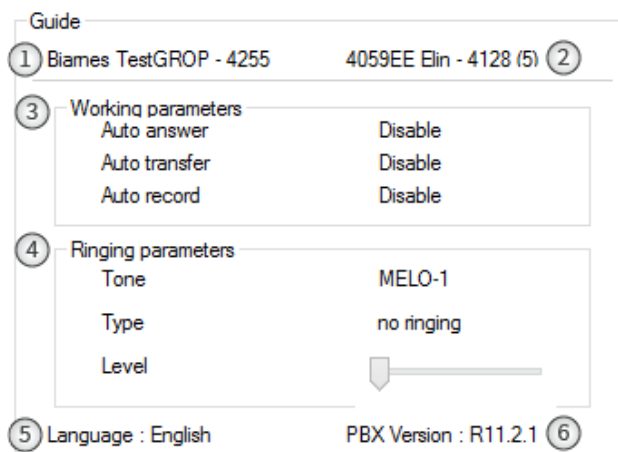 Guide
1 Biarnes TestGROP - 4255 4059EE Elin - 4128 (5) 2
3 Working parameters
Auto answer Disable
Auto transfer Disable
Auto record Disable
4 Ringing parameters
Tone MELO-1
Type no ringing
Level
5 Language : English PBX Version : R11.2.1 6